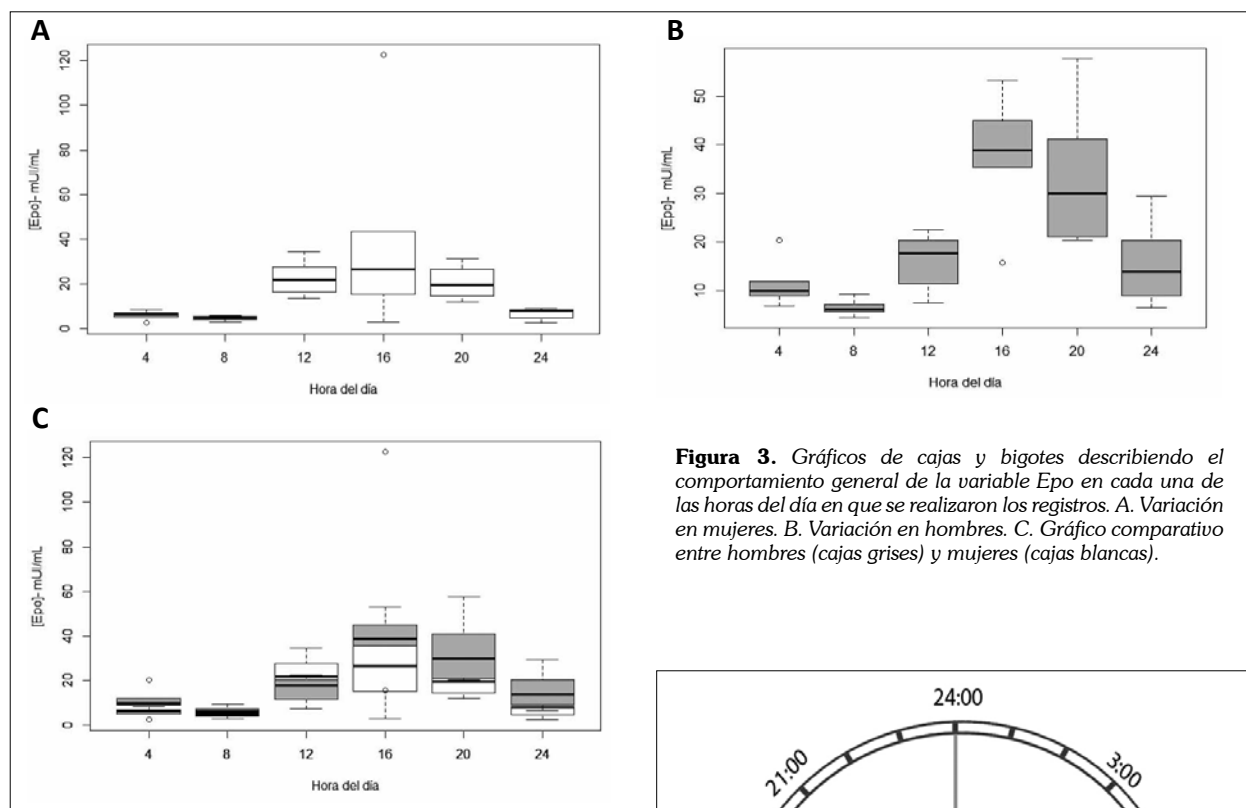 A
120
100
80
60
40
20
0
[Epo]- mUI/mL
4 8 12 16 20 24
Hora del día
B
50
40
30
20
10
[Epo]- mUI/mL
4 8 12 16 20 24
Hora del día
C
120
100
80
60
40
20
0
[Epo]- mUI/mL
4 8 12 16 20 24
Hora del día
Figura 3. Gráficos de cajas y bigotes describiendo el
comportamiento general de la variable Epo en cada una de
las horas del día en que se realizaron los registros. A. Variación
en mujeres. B. Variación en hombres. C. Gráfico comparativo
entre hombres (cajas grises) y mujeres (cajas blancas).
24:00
21:00
3:00